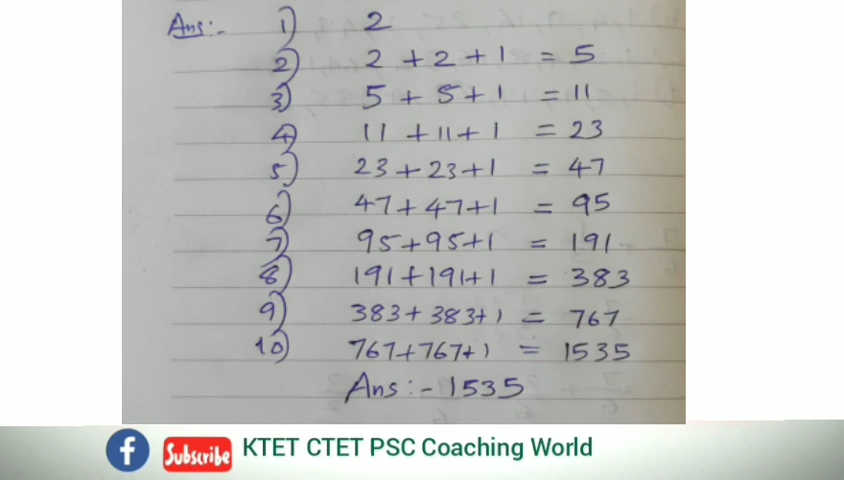 Ans:- 1) 2
2) 2 + 2 + 1 = 5
3) 5 + 5 + 1 = 11
4) 11 + 11 + 1 = 23
5) 23 + 23 + 1 = 47
6) 47 + 47 + 1 = 95
7) 95 + 95 + 1 = 191
8) 191 + 191 + 1 = 383
9) 383 + 383 + 1 = 767
10) 767 + 767 + 1 = 1535
Ans:- 1535
f Subscribe KTET CTET PSC Coaching World